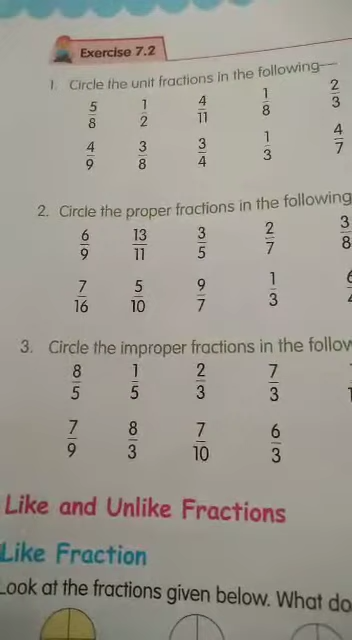 Exercise 7.2
1. Circle the unit fractions in the following—
5/8 1/2 4/11 1/8 2/3
4/9 3/8 3/4 1/3 4/7
2. Circle the proper fractions in the following
6/9 13/11 3/5 2/7 3/8
7/16 5/10 9/7 1/3
3. Circle the improper fractions in the
8/5 1/5 2/3 7/3
7/9 8/3 7/10 6/3
Like and Unlike Fractions
Like Fraction
Look at the fractions given below. What do